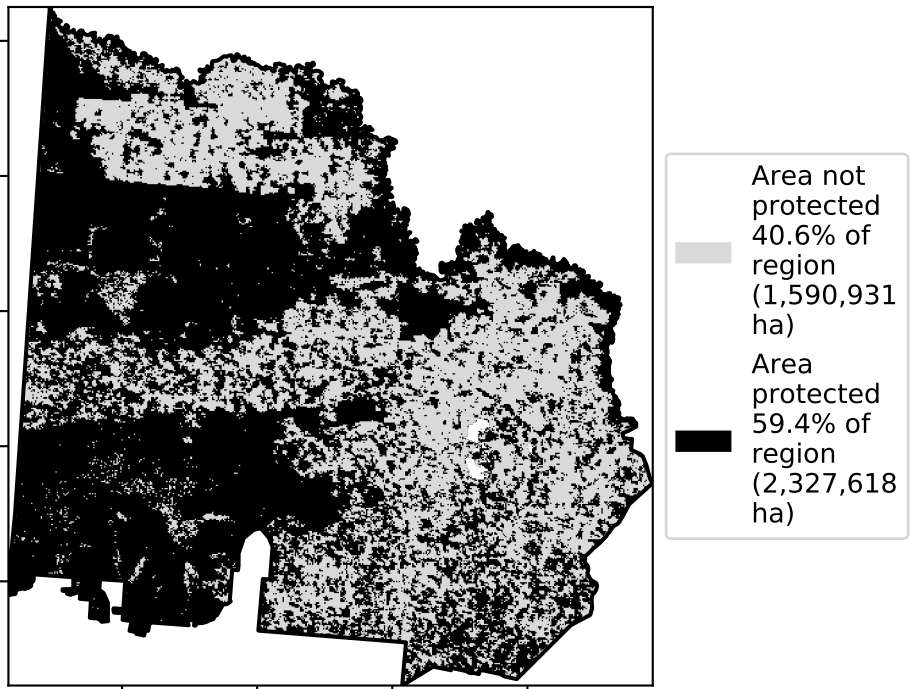 Area not
protected
40.6% of
region
(1,590,931
ha)
Area
protected
59.4% of
region
(2,327,618
ha)